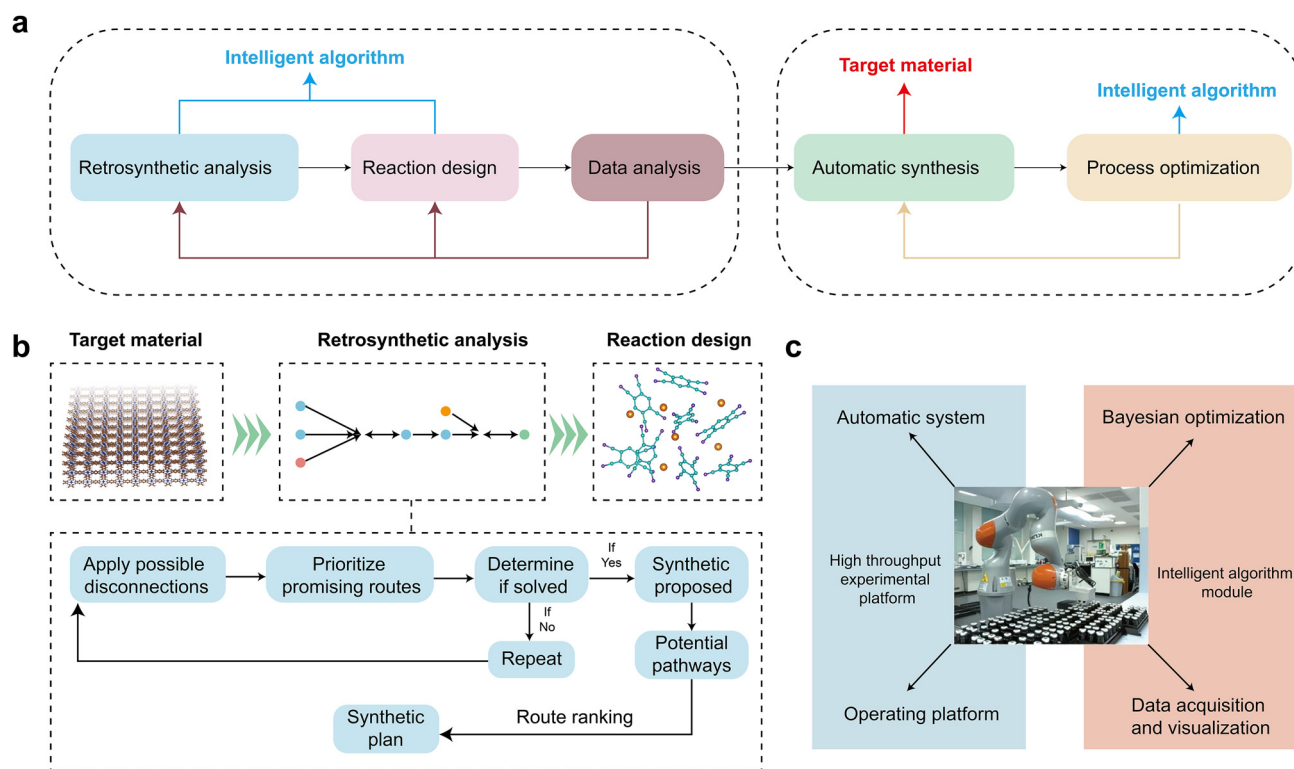 a
Intelligent algorithm
Target material
Intelligent algorithm
Retrosynthetic analysis
Reaction design
Data analysis
Automatic synthesis
Process optimization
b
Target material
Retrosynthetic analysis
Reaction design
Apply possible
disconnections
Prioritize
promising routes
Determine
if solved
If
Yes
Synthetic
proposed
If
No
Repeat
Potential
pathways
Route ranking
Synthetic
plan
c
Automatic system
Bayesian optimization
High throughput
experimental
platform
Intelligent algorithm
module
Operating platform
Data acquisition
and visualization